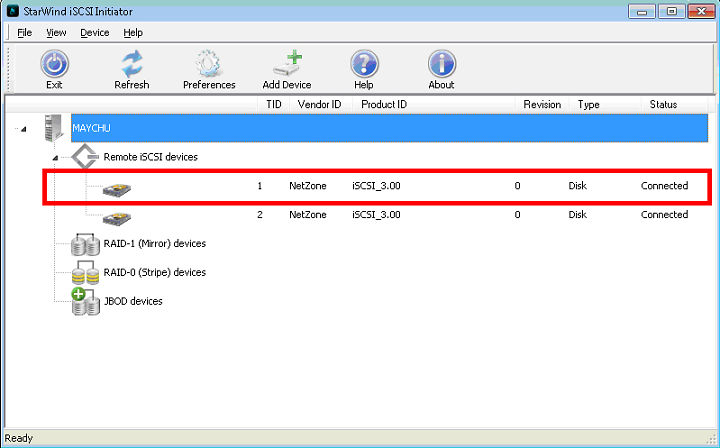 StarWind iSCSI Initiator
File View Device Help
Exit Refresh Preferences Add Device Help About
TID Vendor ID Product ID Revision Type Status
MAYCHU
Remote iSCSI devices
1 NetZone iSCSI_3.00 0 Disk Connected
2 NetZone iSCSI_3.00 0 Disk Connected
RAID-1 (Mirror) devices
RAID-0 (Stripe) devices
JBOD devices
Ready